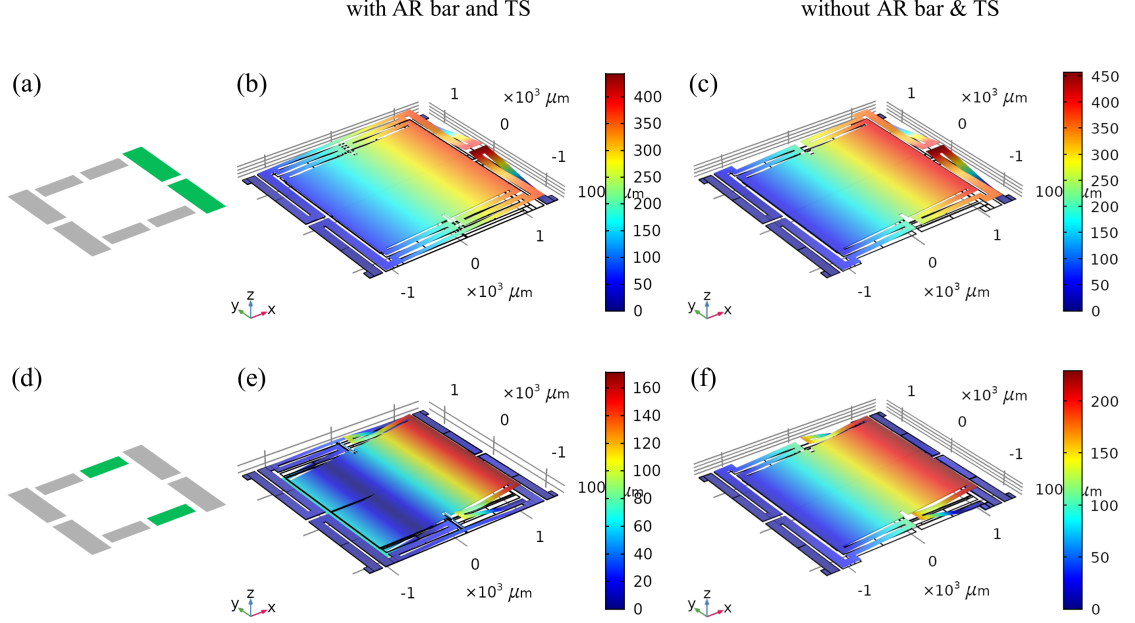 with AR bar and TS without AR bar & TS
(a) (b) (c)
1 ×10³ μm 0 -1 100 μm
400 350 300 250 200 150 100 50 0
1 0 -1 ×10³ μm
y z x
1 ×10³ μm 0 -1 100
450 400 350 300 250 200 150 100 50 0
1 0 -1 ×10³ μm
y z x
(d) (e) (f)
1 ×10³ μm 0 -1 100 μm
160 140 120 100 80 60 40 20 0
1 0 -1 ×10³ μm
y z x
1 ×10³ μm 0 -1 100
200 150 100 50 0
1 0 -1 ×10³ μm
y z x